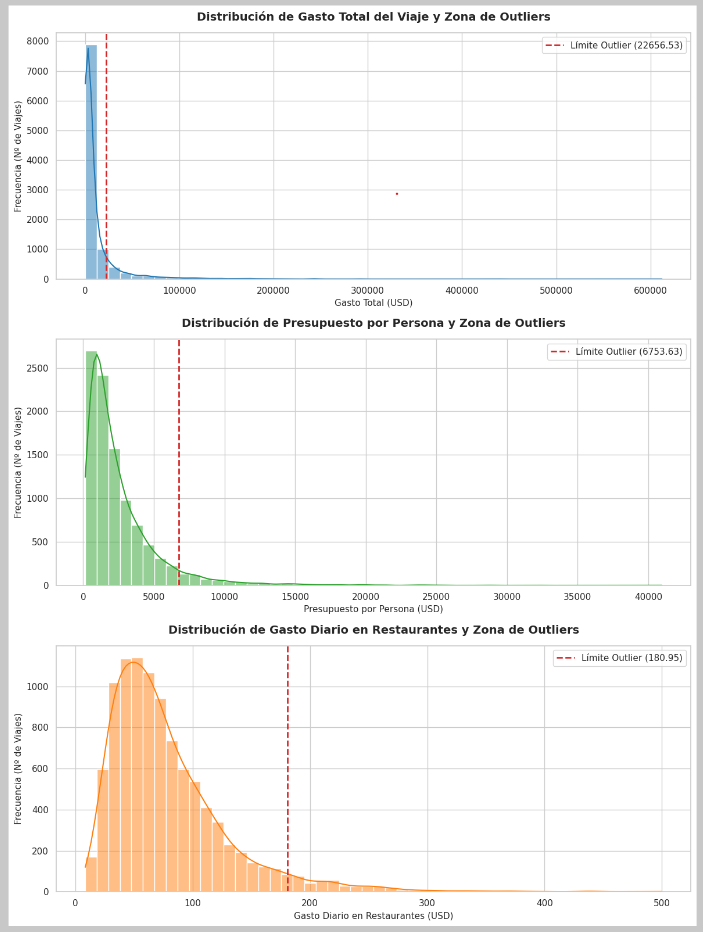 Distribución de Gasto Total del Viaje y Zona de Outliers
Límite Outlier (22656.53)
Frecuencia (Nº de Viajes)
8000
7000
6000
5000
4000
3000
2000
1000
0
0 100000 200000 300000 400000 500000 600000
Gasto Total (USD)
Distribución de Presupuesto por Persona y Zona de Outliers
Límite Outlier (6753.63)
Frecuencia (Nº de Viajes)
2500
2000
1500
1000
500
0
0 5000 10000 15000 20000 25000 30000 35000 40000
Presupuesto por Persona (USD)
Distribución de Gasto Diario en Restaurantes y Zona de Outliers
Límite Outlier (180.95)
Frecuencia (Nº de Viajes)
1000
800
600
400
200
0
0 100 200 300 400 500
Gasto Diario en Restaurantes (USD)